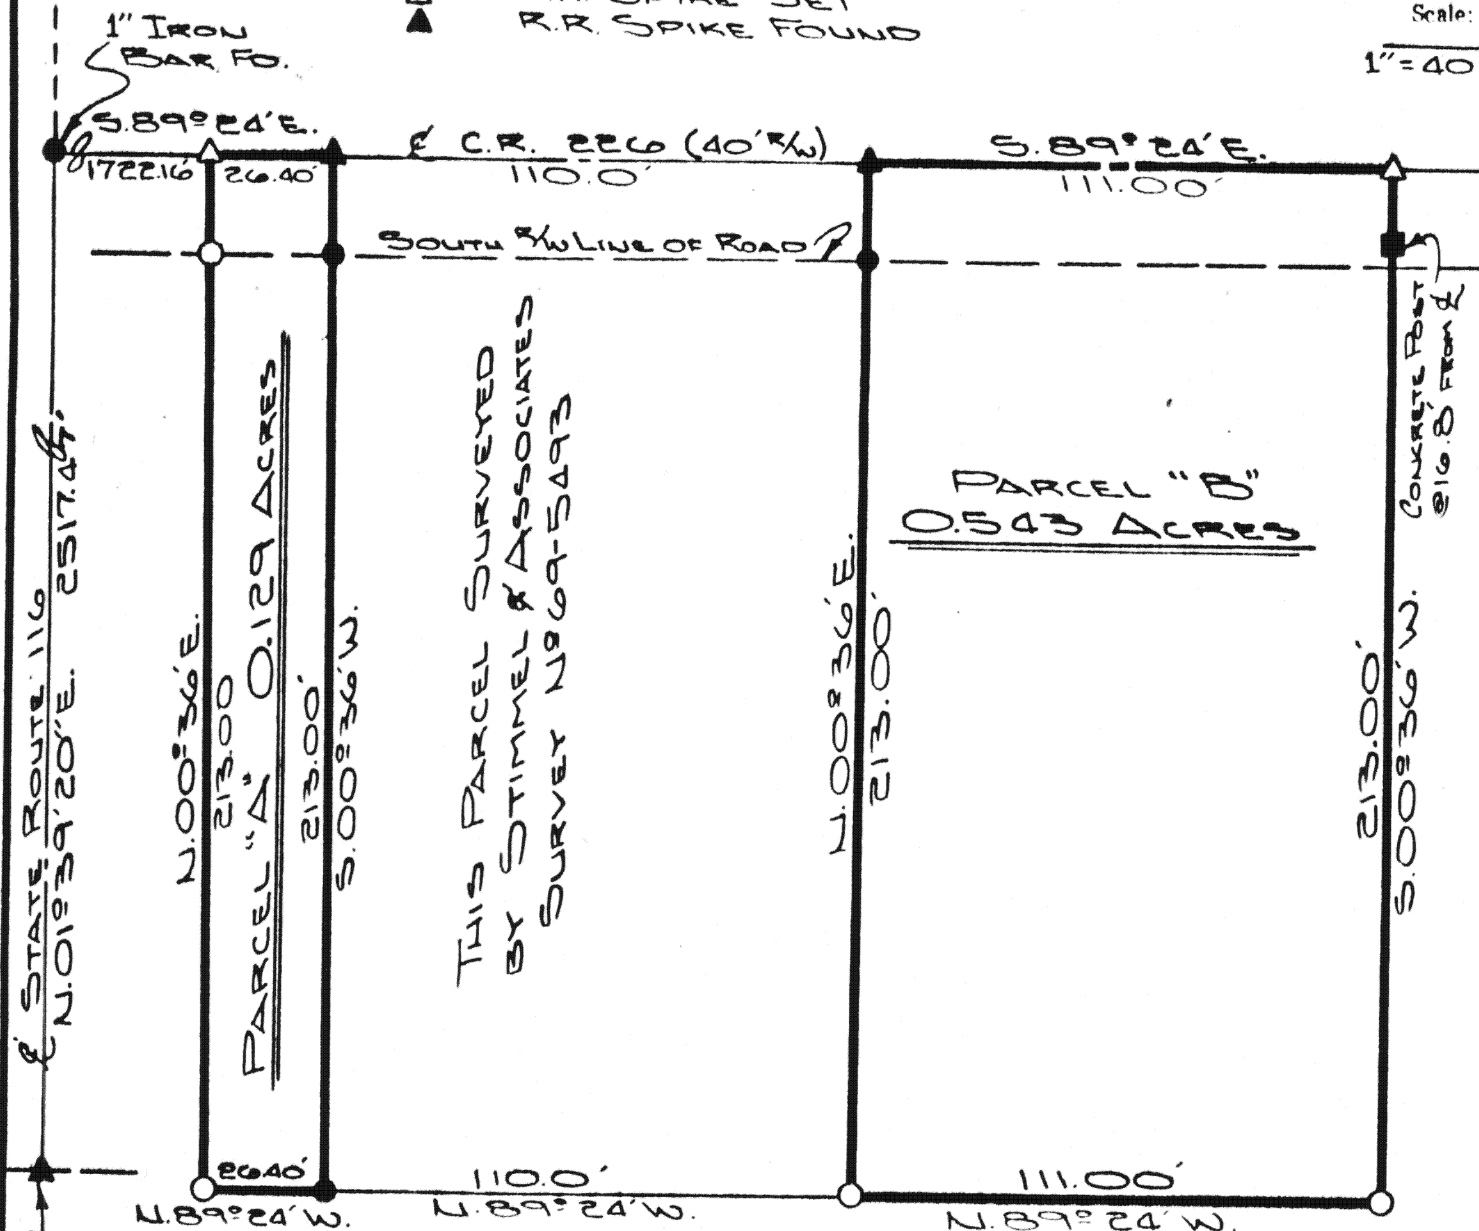 R.R. SPIKE FOUND
Scale:
1"=40
1" IRON
BAR FD.
S.89°24'E.
℄ C.R. 226 (40' R/W)
S.89°24'E.
1722.16
26.40'
110.0'
111.00'
SOUTH R/W LINE OF ROAD
CONCRETE POST
@16.8' FROM ℄
℄ STATE ROUTE 116
N.01°39'20"E. 2517.47'
N.00°36'E.
213.00
PARCEL "A" 0.129 ACRES
213.00'
S.00°36'W.
THIS PARCEL SURVEYED
BY STIMMEL & ASSOCIATES
SURVEY Nº 69-5493
N.00°36'E.
213.00'
PARCEL "B"
0.543 ACRES
213.00'
S.00°36'W.
26.40'
N.89°24'W.
110.0'
N.89°24'W.
111.00'
N.89°24'W.